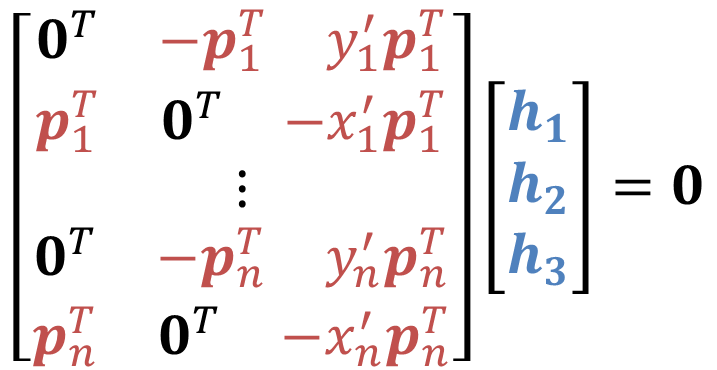 [ 𝟎ᵀ −𝒑₁ᵀ y′₁𝒑₁ᵀ ]
[ 𝒑₁ᵀ 𝟎ᵀ −x′₁𝒑₁ᵀ ] [ 𝒉₁ ]
[ ⋮ ] [ 𝒉₂ ] = 𝟎
[ 𝟎ᵀ −𝒑ₙᵀ y′ₙ𝒑ₙᵀ ] [ 𝒉₃ ]
[ 𝒑ₙᵀ 𝟎ᵀ −x′ₙ𝒑ₙᵀ ]